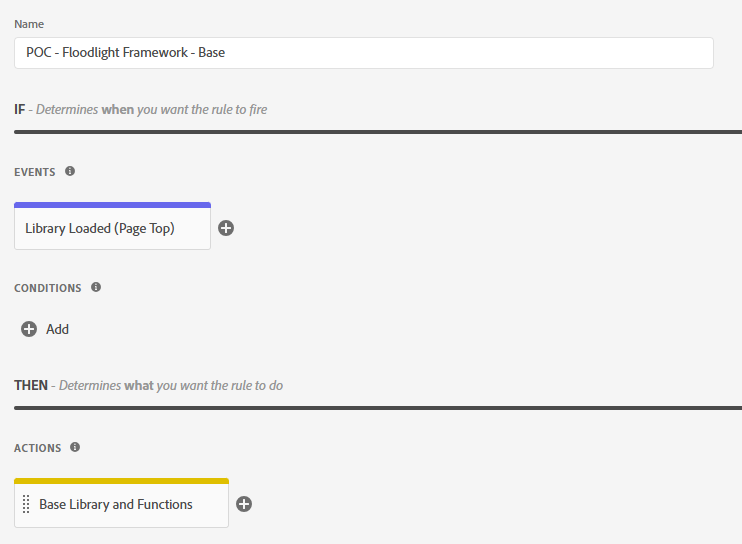 Name
POC - Floodlight Framework - Base
IF - Determines when you want the rule to fire
EVENTS
Library Loaded (Page Top)
CONDITIONS
Add
THEN - Determines what you want the rule to do
ACTIONS
Base Library and Functions